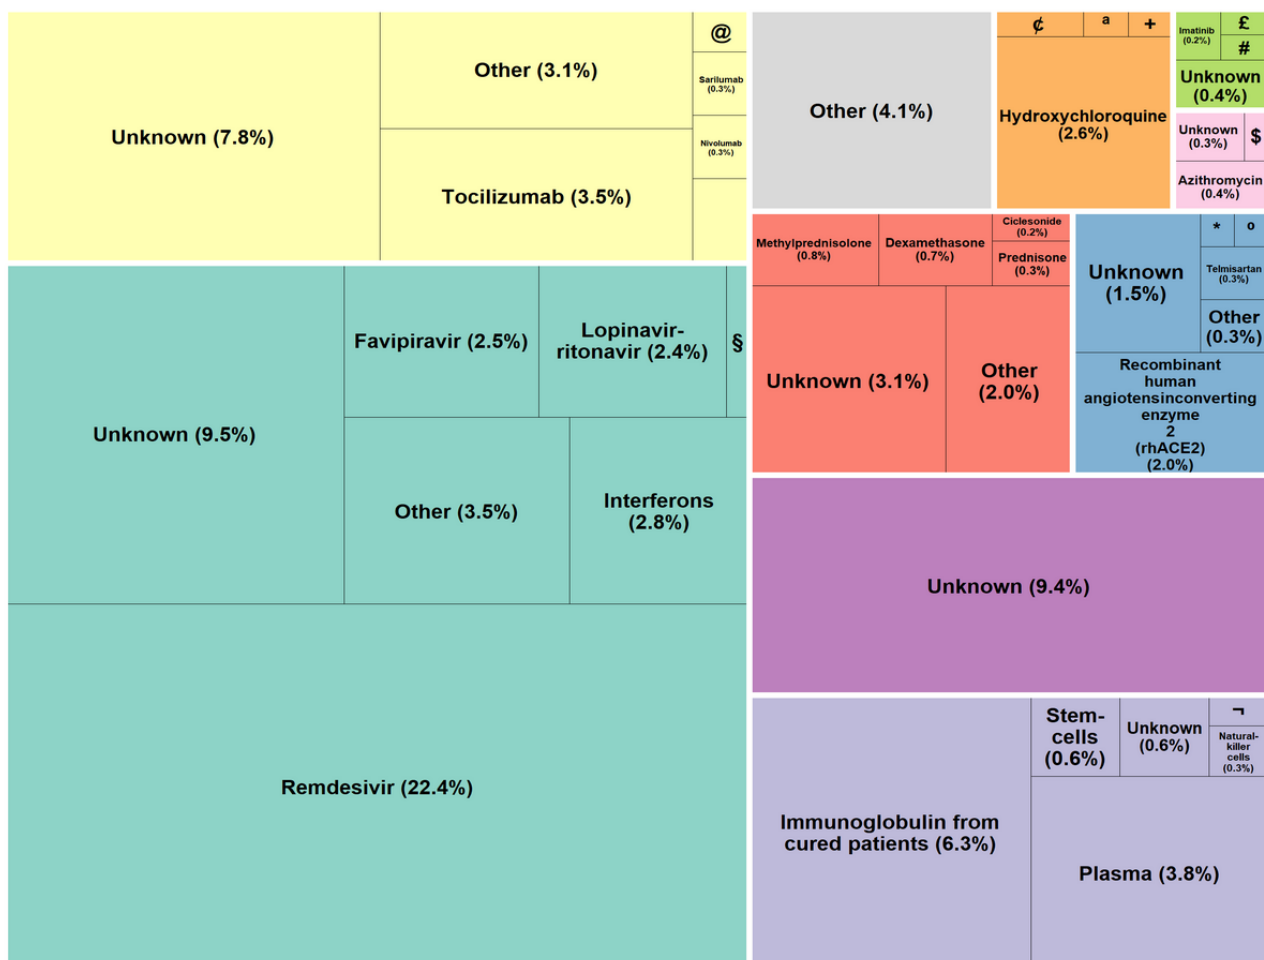 Unknown (7.8%)
Other (3.1%)
Tocilizumab (3.5%)
@
Sarilumab
(0.3%)
Nivolumab
(0.3%)
Other (4.1%)
¢
a
+
Hydroxychloroquine
(2.6%)
Imatinib
(0.2%)
£
#
Unknown
(0.4%)
Unknown
(0.3%)
$
Azithromycin
(0.4%)
Methylprednisolone
(0.8%)
Dexamethasone
(0.7%)
Ciclesonide
(0.2%)
Prednisone
(0.3%)
Unknown (3.1%)
Other
(2.0%)
Unknown
(1.5%)
*
o
Telmisartan
(0.3%)
Other
(0.3%)
Recombinant
human
angiotensinconverting
enzyme
2
(rhACE2)
(2.0%)
Unknown (9.5%)
Favipiravir (2.5%)
Lopinavir-
ritonavir (2.4%)
§
Other (3.5%)
Interferons
(2.8%)
Remdesivir (22.4%)
Unknown (9.4%)
Immunoglobulin from
cured patients (6.3%)
Stem-
cells
(0.6%)
Unknown
(0.6%)
¬
Natural-
killer
cells
(0.3%)
Plasma (3.8%)